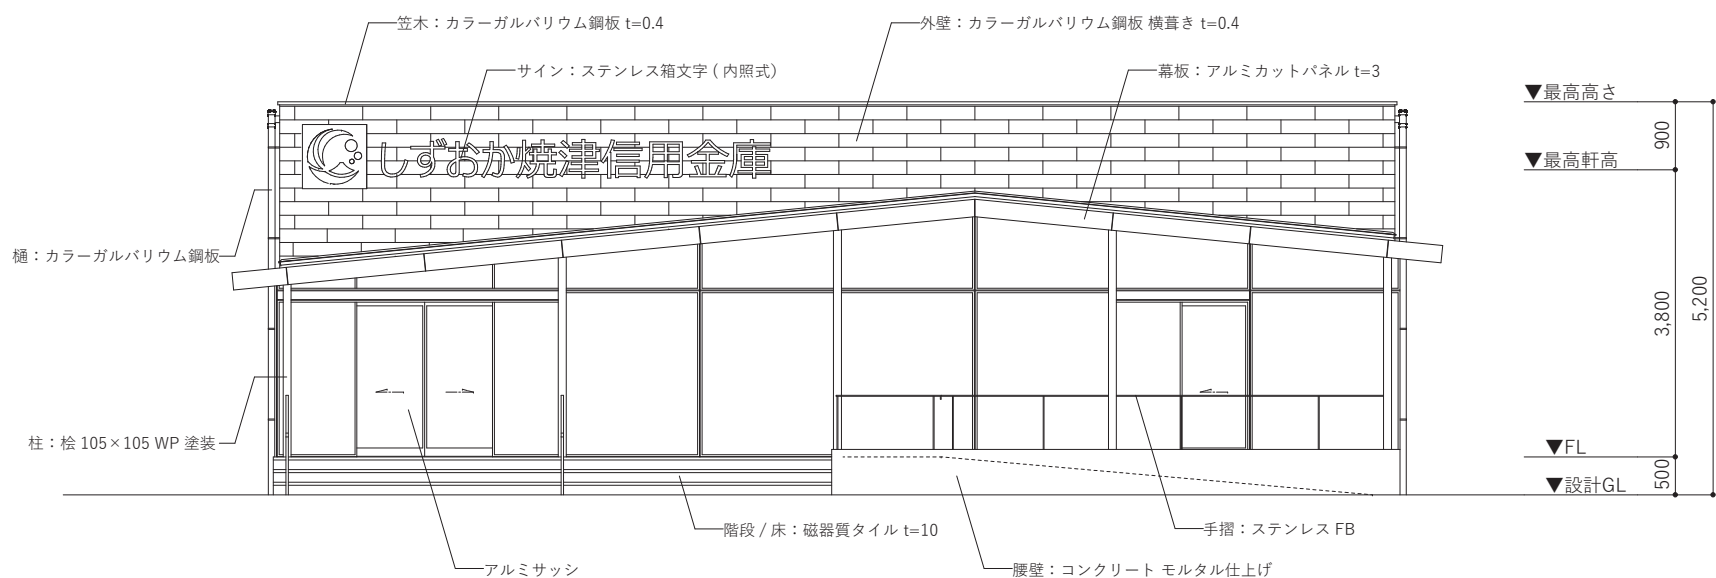 笠木：カラーガルバリウム鋼板 t=0.4
外壁：カラーガルバリウム鋼板 横葺き t=0.4
サイン：ステンレス箱文字 ( 内照式)
幕板：アルミカットパネル t=3
▼最高高さ
900
しずおか焼津信用金庫
▼最高軒高
樋：カラーガルバリウム鋼板
3,800
5,200
柱：桧 105×105 WP 塗装
▼FL
500
▼設計GL
階段 / 床：磁器質タイル t=10
手摺：ステンレス FB
アルミサッシ
腰壁：コンクリート モルタル仕上げ